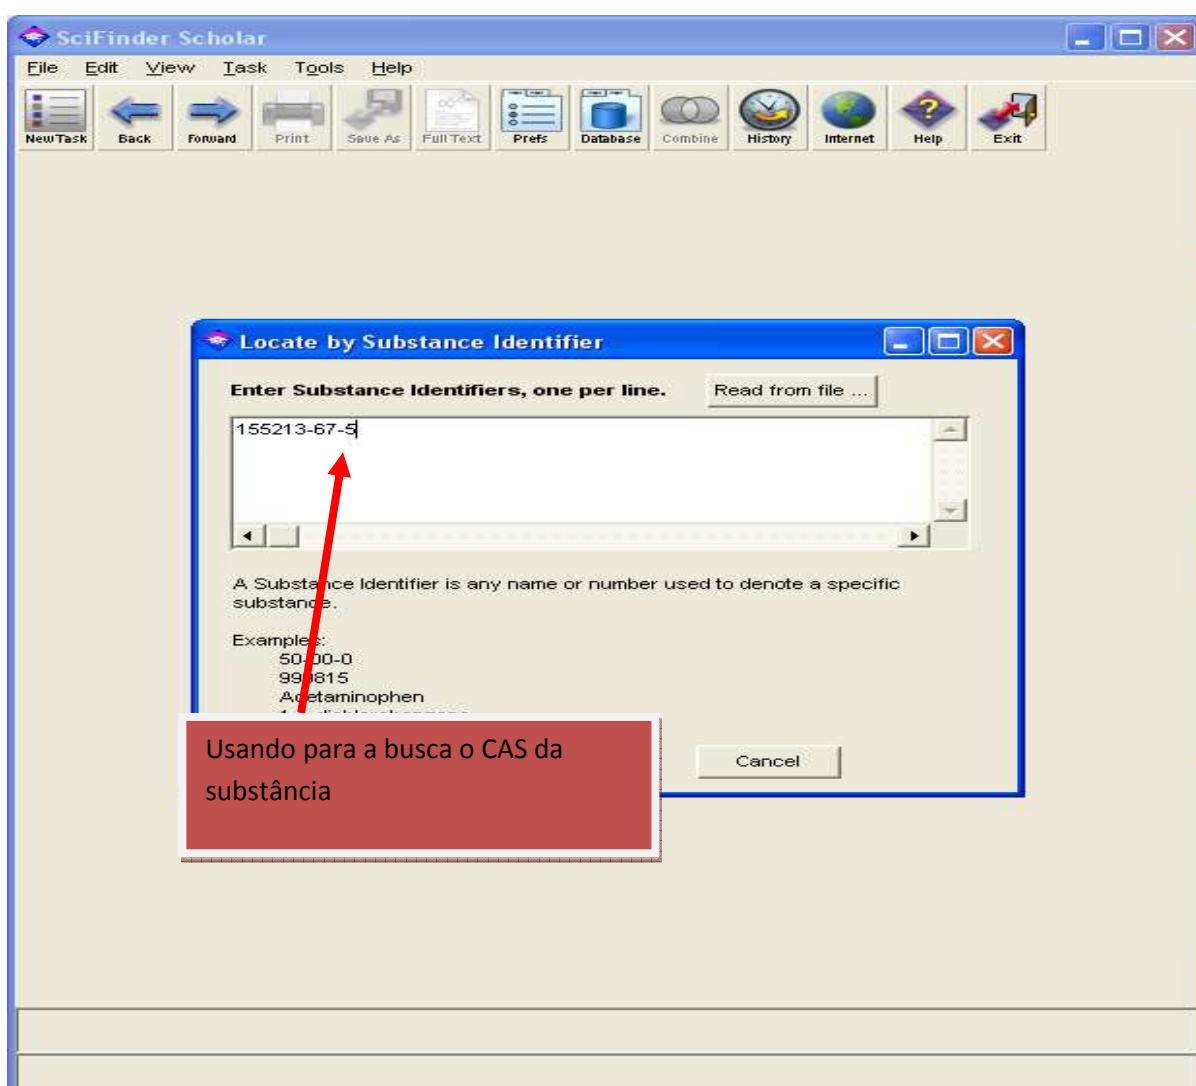 SciFinder Scholar
File Edit View Task Tools Help
NewTask Back Forward Print Save As Full Text Prefs Database Combine History Internet Help Exit
Locate by Substance Identifier
Enter Substance Identifiers, one per line. Read from file ...
155213-67-5
A Substance Identifier is any name or number used to denote a specific
substance.
Examples:
50-00-0
999815
Acetaminophen
Usando para a busca o CAS da
substância
Cancel